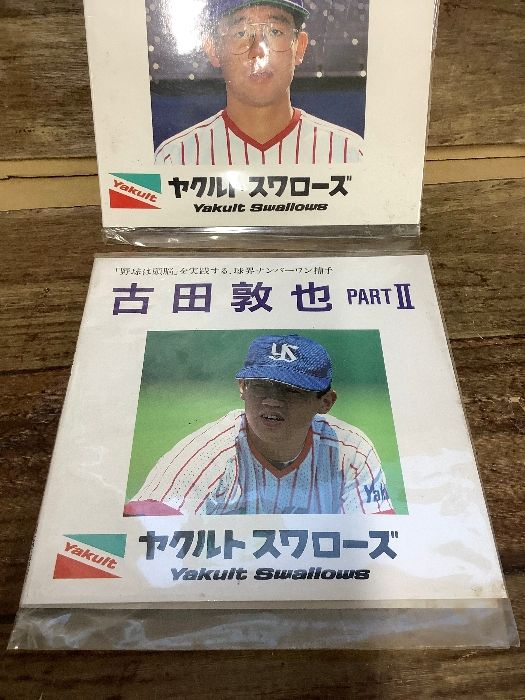 Yakult
ヤクルトスワローズ
Yakult Swallows
「野球は頭脳」を実践する、球界ナンバーワン捕手
古田敦也 PART II
YS
Yak
Yakult
ヤクルトスワローズ
Yakult Swallows